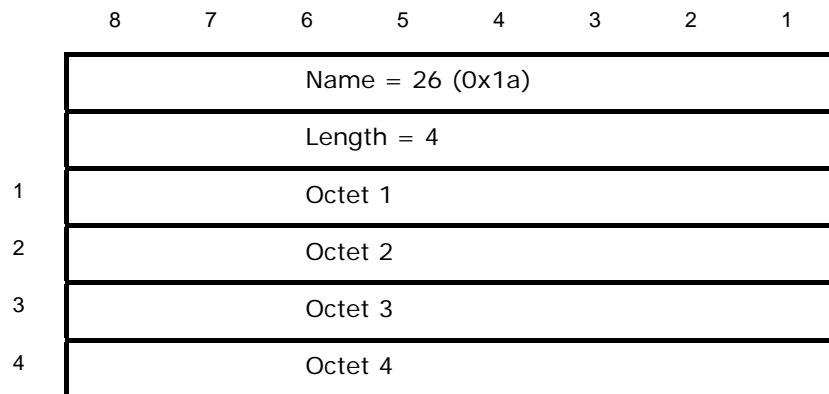 8 7 6 5 4 3 2 1
Name = 26 (0x1a)
Length = 4
1 Octet 1
2 Octet 2
3 Octet 3
4 Octet 4